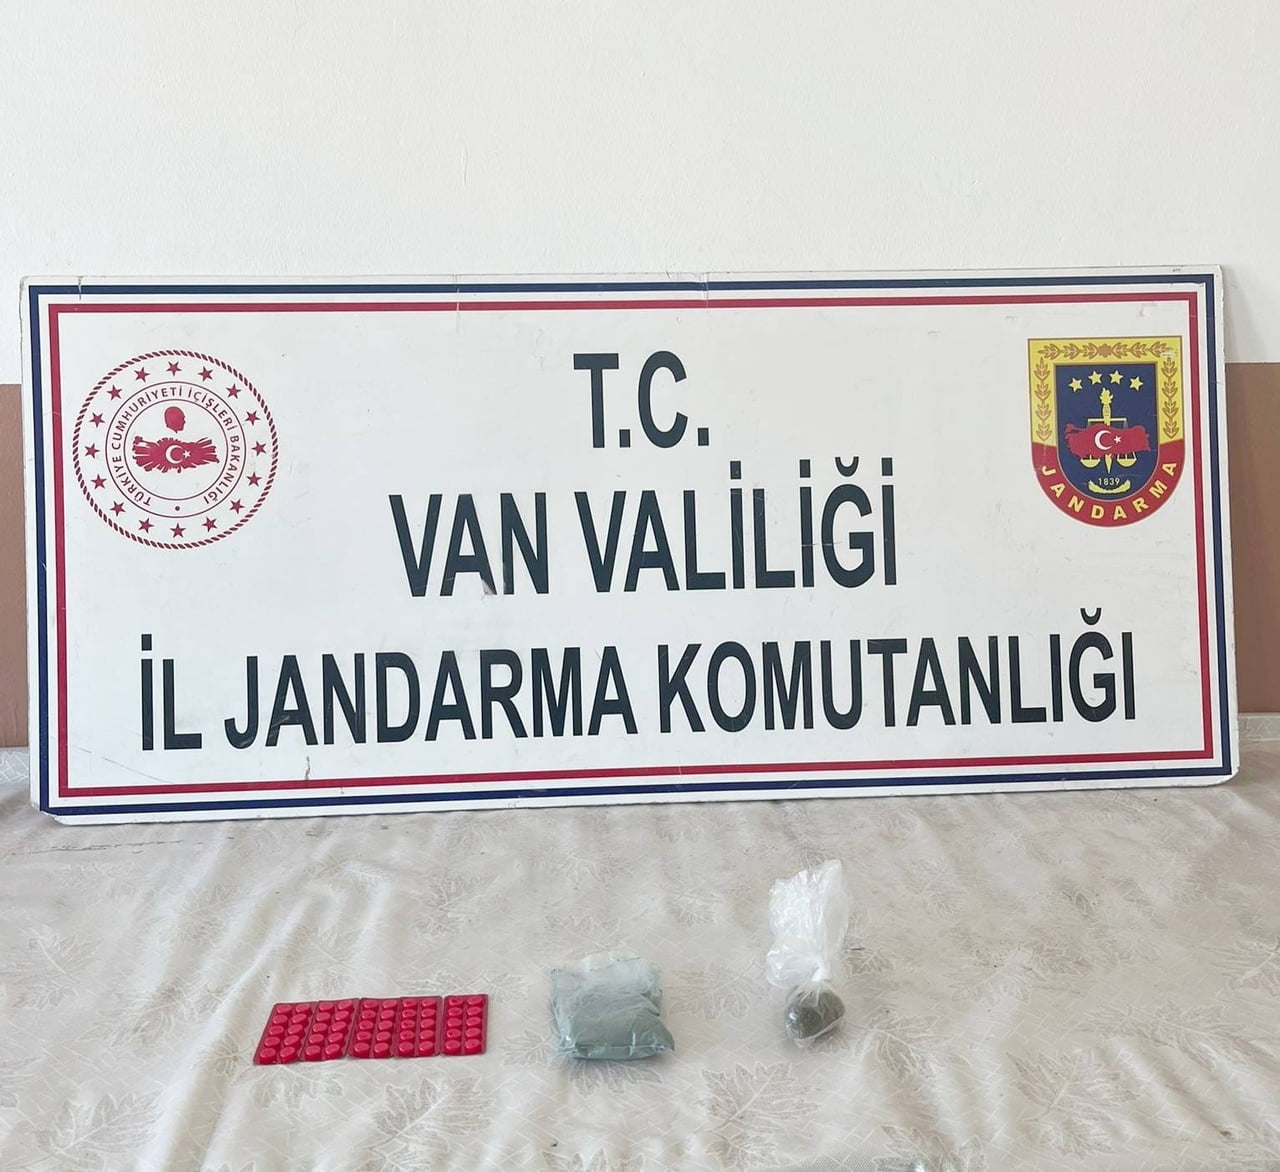 TÜRKİYE CUMHURİYETİ İÇİŞLERİ BAKANLIĞI
T.C.
VAN VALİLİĞİ
İL JANDARMA KOMUTANLIĞI
1839
JANDARMA